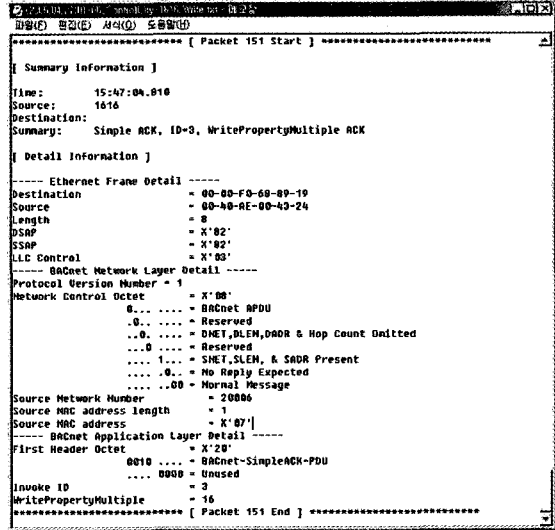 파일(F) 편집(E) 서식(O) 도움말(H)
************************** [ Packet 151 Start ] **************************
[ Summary Information ]
Time: 15:47:04.810
Source: 1616
Destination:
Summary: Simple ACK, ID=3, WritePropertyMultiple ACK
[ Detail Information ]
----- Ethernet Frame Detail -----
Destination = 00-00-F0-68-89-19
Source = 00-40-AE-00-43-24
Length = 8
DSAP = X'82'
SSAP = X'82'
LLC Control = X'03'
----- BACnet Network Layer Detail -----
Protocol Version Number = 1
Network Control Octet = X'08'
0... .... = BACnet APDU
.0.. .... = Reserved
..0. .... = DNET,DLEN,DADR & Hop Count Omitted
...0 .... = Reserved
.... 1... = SNET,SLEN, & SADR Present
.... .0.. = No Reply Expected
.... ..00 = Normal Message
Source Network Number = 20006
Source MAC address length = 1
Source MAC address = X'07'
----- BACnet Application Layer Detail -----
First Header Octet = X'20'
0010 .... = BACnet-SimpleACK-PDU
.... 0000 = Unused
Invoke ID = 3
WritePropertyMultiple = 16
************************** [ Packet 151 End ] **************************